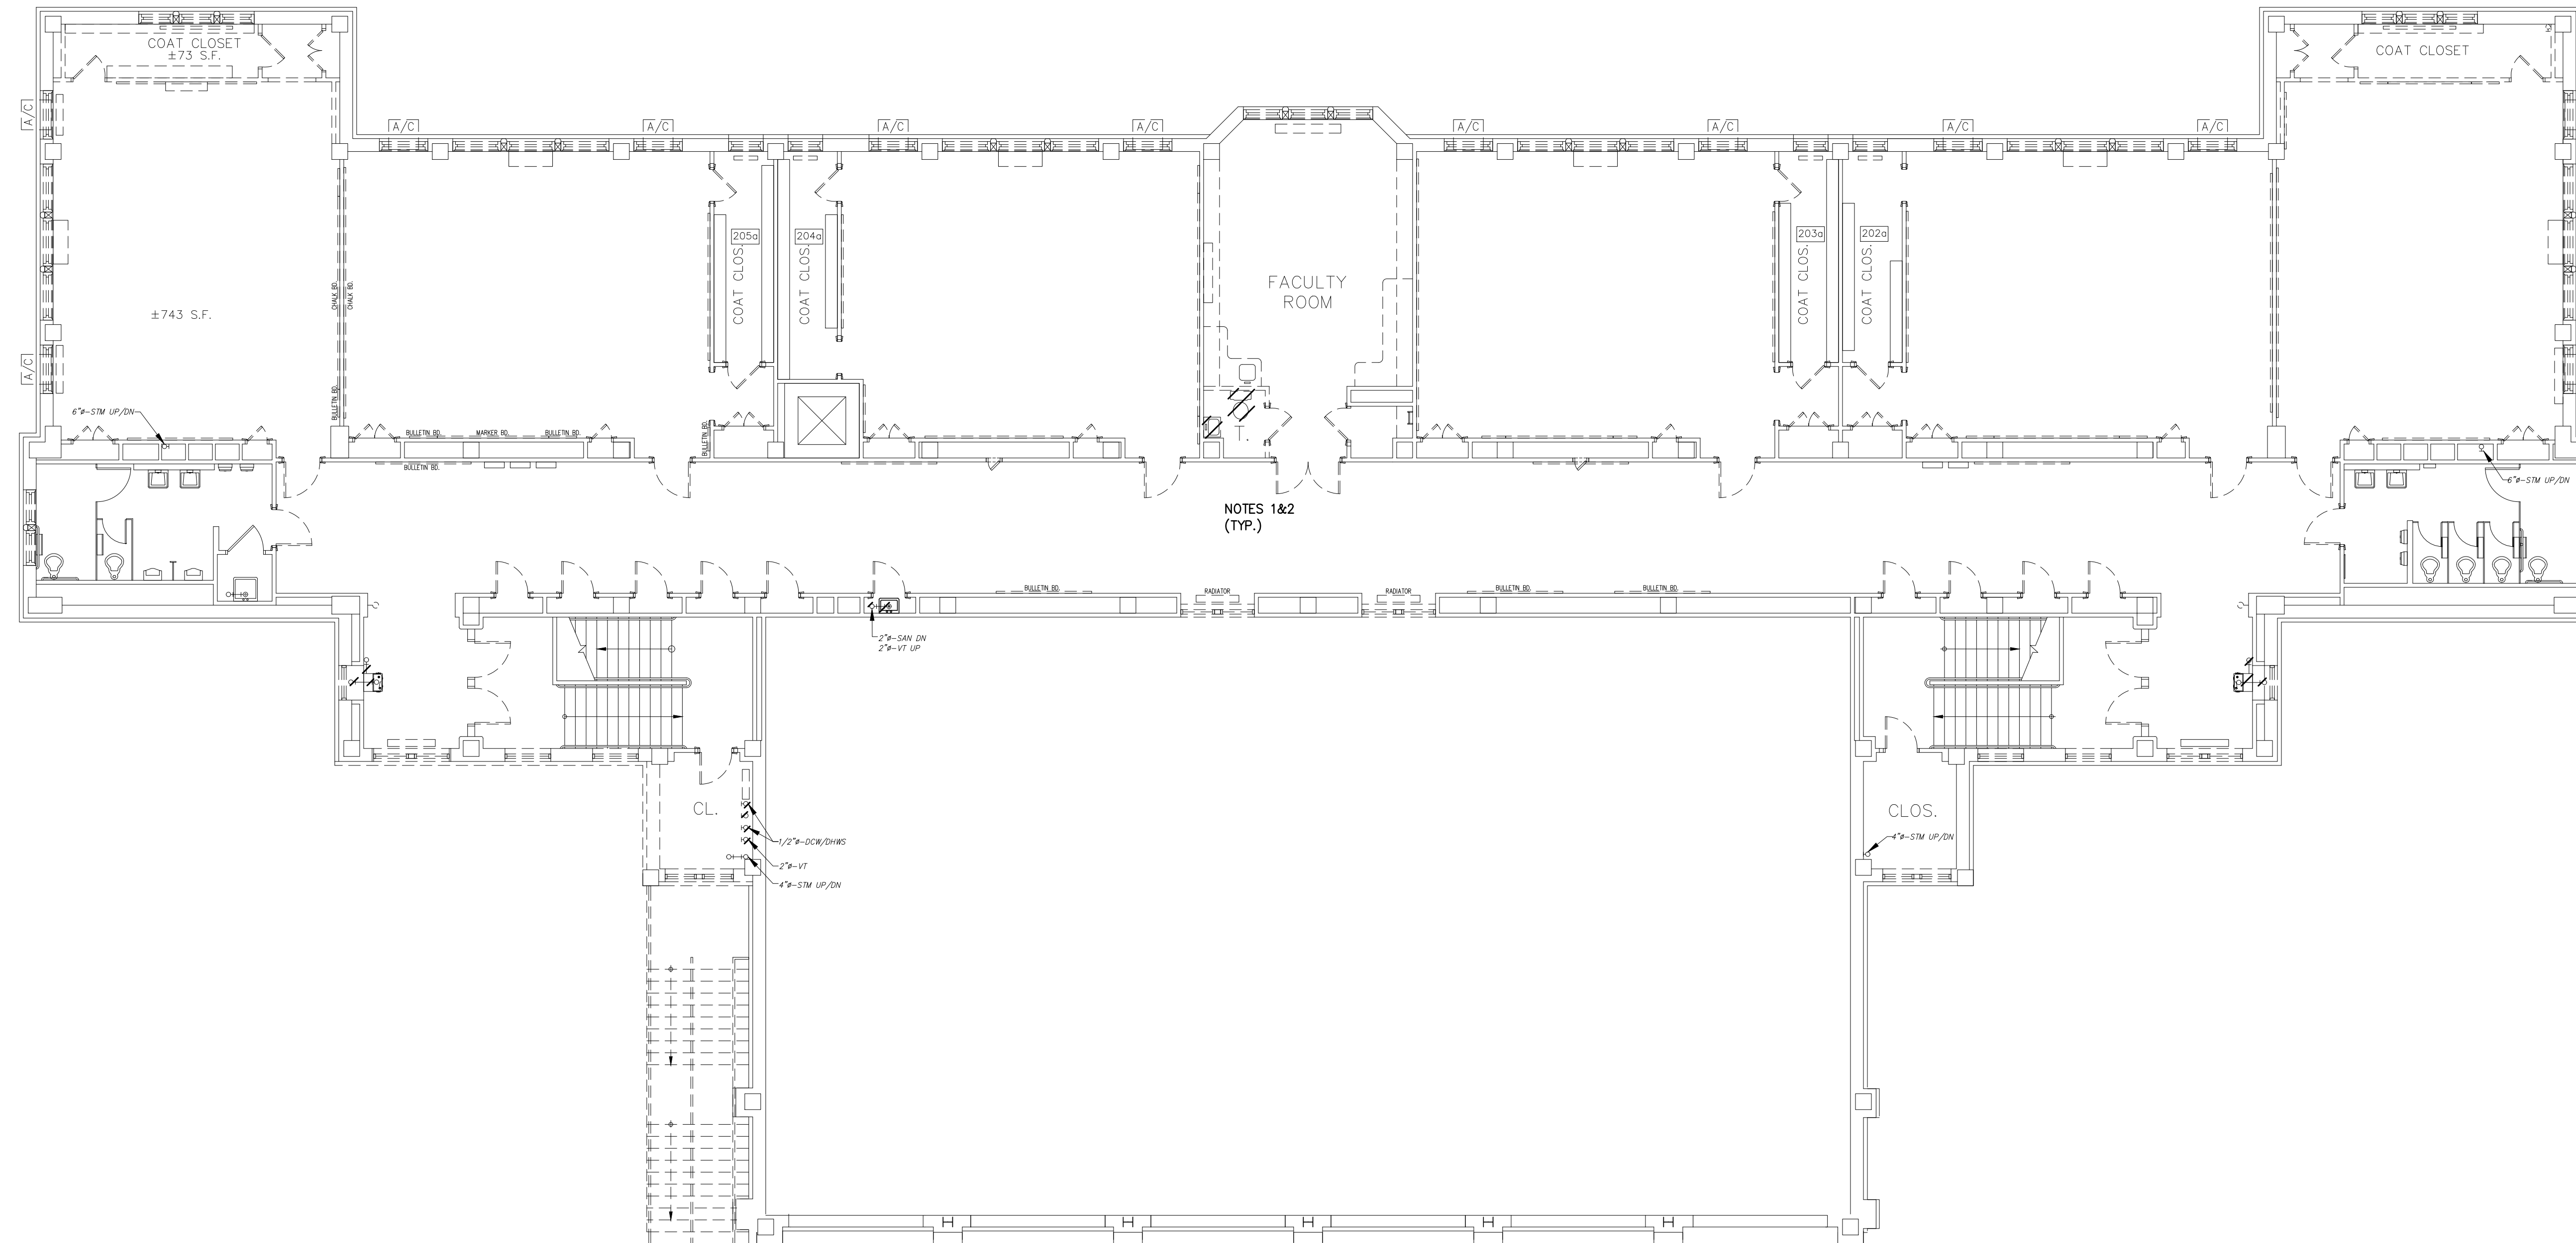 COAT CLOSET
±73 S.F.
COAT CLOSET
A/C
A/C
A/C
A/C
A/C
A/C
A/C
A/C
A/C
205a
204a
203a
202a
COAT CLOS.
COAT CLOS.
COAT CLOS.
COAT CLOS.
FACULTY
ROOM
CHALK BD.
CHALK BD.
±743 S.F.
A/C
BULLETIN BD.
6"ø-STM UP/DN
BULLETIN BD.
MARKER BD.
BULLETIN BD.
BULLETIN BD.
BULLETIN BD.
T.
6"ø-STM UP/DN
NOTES 1&2
(TYP.)
BULLETIN BD.
RADIATOR
RADIATOR
BULLETIN BD.
BULLETIN BD.
2"ø-SAN DN
2"ø-VT UP
CL.
CLOS.
1/2"ø-DCW/DHWS
4"ø-STM UP/DN
2"ø-VT
4"ø-STM UP/DN